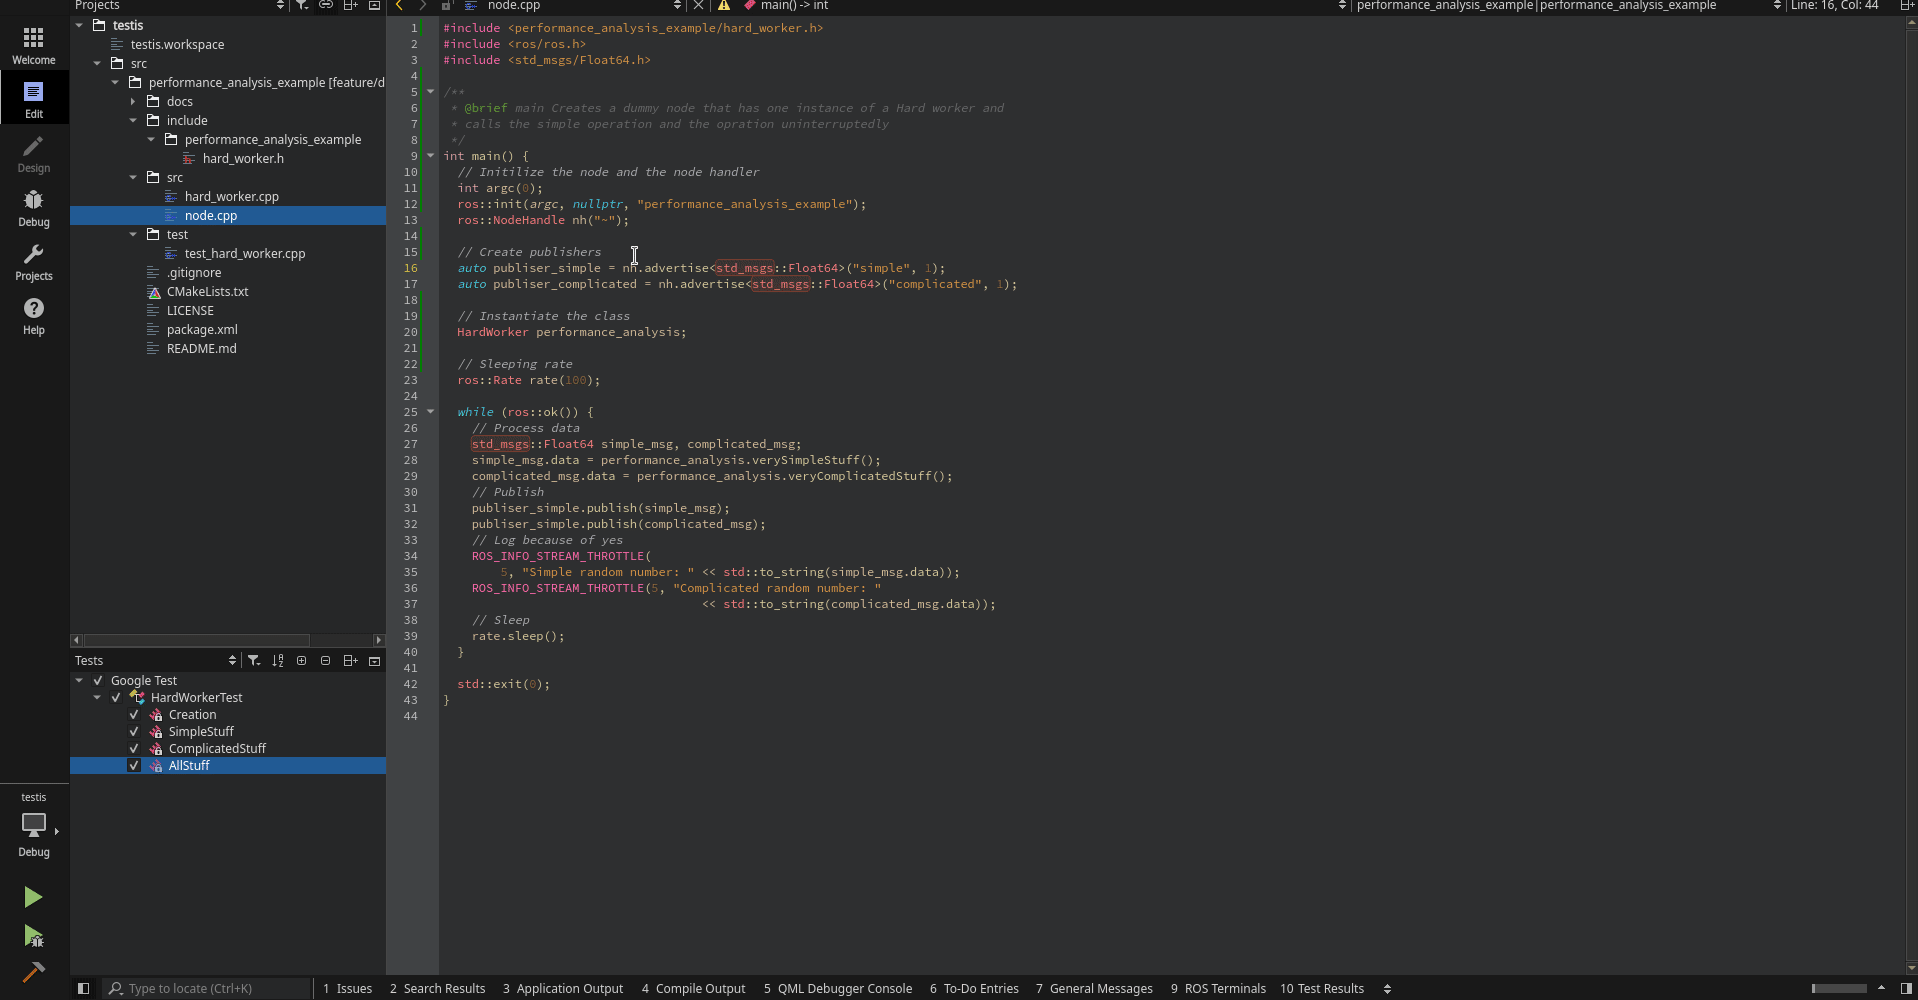 Projects
node.cpp
main() -> int
performance_analysis_example|performance_analysis_example
Line: 16, Col: 44
Welcome
Edit
Design
Debug
Projects
Help
testis
Debug
testis
testis.workspace
src
performance_analysis_example [feature/d
docs
include
performance_analysis_example
hard_worker.h
src
hard_worker.cpp
node.cpp
test
test_hard_worker.cpp
.gitignore
CMakeLists.txt
LICENSE
package.xml
README.md
Tests
Google Test
HardWorkerTest
Creation
SimpleStuff
ComplicatedStuff
AllStuff
1 #include <performance_analysis_example/hard_worker.h>
2 #include <ros/ros.h>
3 #include <std_msgs/Float64.h>
4
5 /**
6 * @brief main Creates a dummy node that has one instance of a Hard worker and
7 * calls the simple operation and the opration uninterruptedly
8 */
9 int main() {
10 // Initilize the node and the node handler
11 int argc(0);
12 ros::init(argc, nullptr, "performance_analysis_example");
13 ros::NodeHandle nh("~");
14
15 // Create publishers
16 auto publiser_simple = nh.advertise<std_msgs::Float64>("simple", 1);
17 auto publiser_complicated = nh.advertise<std_msgs::Float64>("complicated", 1);
18
19 // Instantiate the class
20 HardWorker performance_analysis;
21
22 // Sleeping rate
23 ros::Rate rate(100);
24
25 while (ros::ok()) {
26 // Process data
27 std_msgs::Float64 simple_msg, complicated_msg;
28 simple_msg.data = performance_analysis.verySimpleStuff();
29 complicated_msg.data = performance_analysis.veryComplicatedStuff();
30 // Publish
31 publiser_simple.publish(simple_msg);
32 publiser_simple.publish(complicated_msg);
33 // Log because of yes
34 ROS_INFO_STREAM_THROTTLE(
35 5, "Simple random number: " << std::to_string(simple_msg.data));
36 ROS_INFO_STREAM_THROTTLE(5, "Complicated random number: "
37 << std::to_string(complicated_msg.data));
38 // Sleep
39 rate.sleep();
40 }
41
42 std::exit(0);
43 }
44
Type to locate (Ctrl+K)
1 Issues
2 Search Results
3 Application Output
4 Compile Output
5 QML Debugger Console
6 To-Do Entries
7 General Messages
9 ROS Terminals
10 Test Results